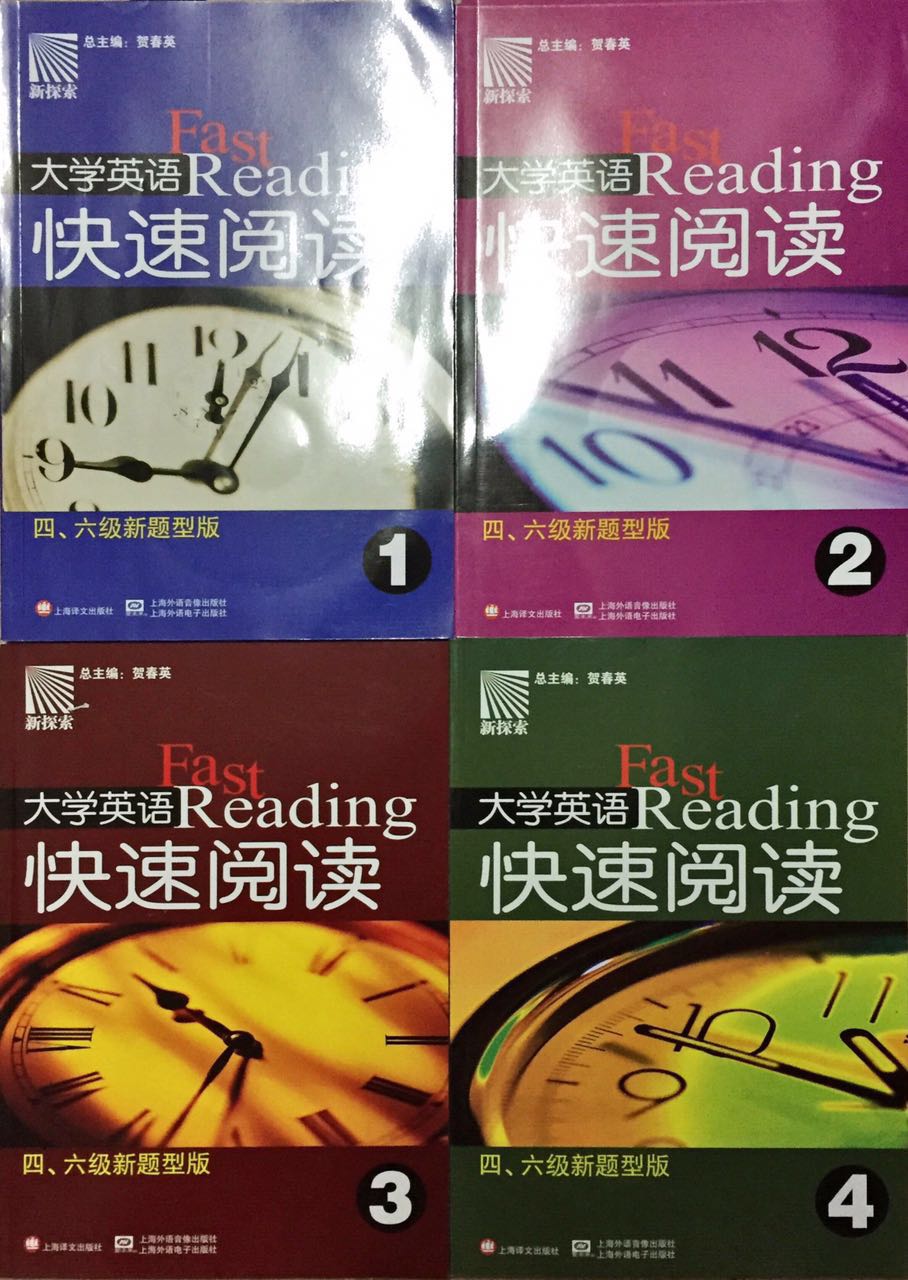 总主编：贺春英
新探索
Fast
大学英语Reading
快速阅读
10 11 12 1
9
四、六级新题型版
1
上海译文出版社
上海外语音像出版社
上海外语电子出版社
总主编：贺春英
新探索
Fast
大学英语Reading
快速阅读
10 11 12
四、六级新题型版
2
上海译文出版社
上海外语音像出版社
上海外语电子出版社
总主编：贺春英
新探索
Fast
大学英语Reading
快速阅读
四、六级新题型版
3
上海译文出版社
上海外语音像出版社
上海外语电子出版社
总主编：贺春英
新探索
Fast
大学英语Reading
快速阅读
9 10 11
四、六级新题型版
4
上海译文出版社
上海外语音像出版社
上海外语电子出版社